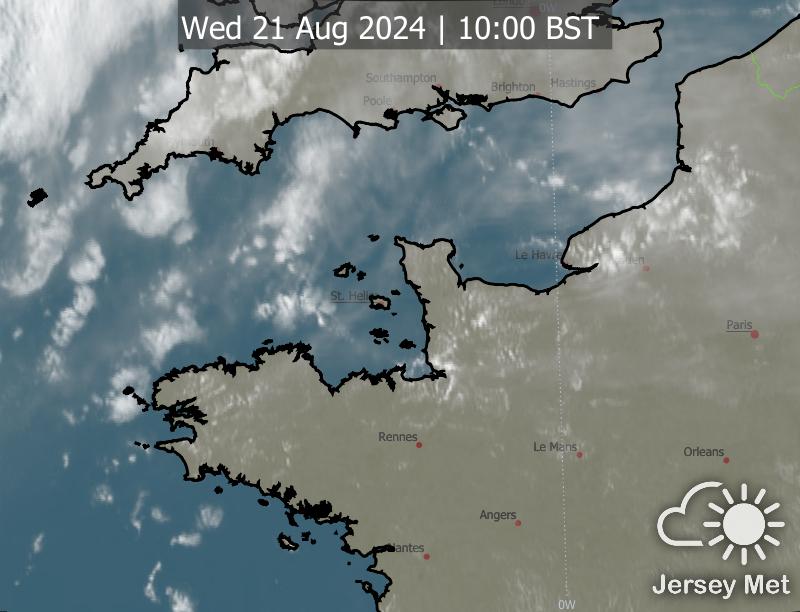 Wed 21 Aug 2024 | 10:00 BST
0W
Southampton
Brighton
Hastings
Poole
Le Havre
St. Helier
Paris
Rennes
Le Mans
Orleans
Angers
Nantes
0W
Jersey Met